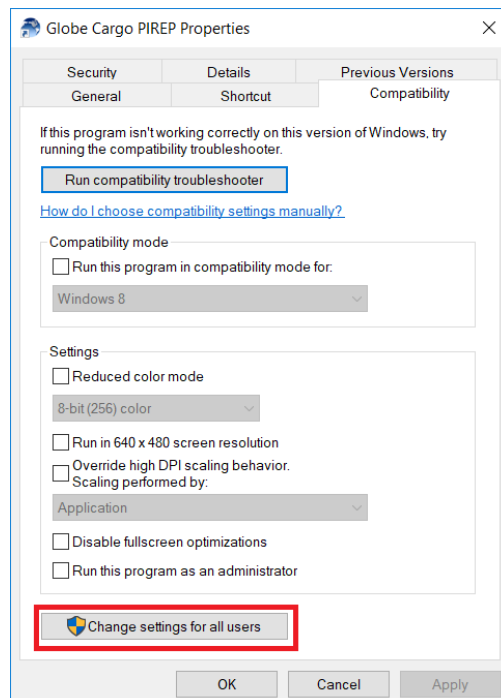 Globe Cargo PIREP Properties
Security
Details
Previous Versions
General
Shortcut
Compatibility
If this program isn't working correctly on this version of Windows, try
running the compatibility troubleshooter.
Run compatibility troubleshooter
How do I choose compatibility settings manually?
Compatibility mode
Run this program in compatibility mode for:
Windows 8
Settings
Reduced color mode
8-bit (256) color
Run in 640 x 480 screen resolution
Override high DPI scaling behavior.
Scaling performed by:
Application
Disable fullscreen optimizations
Run this program as an administrator
Change settings for all users
OK
Cancel
Apply